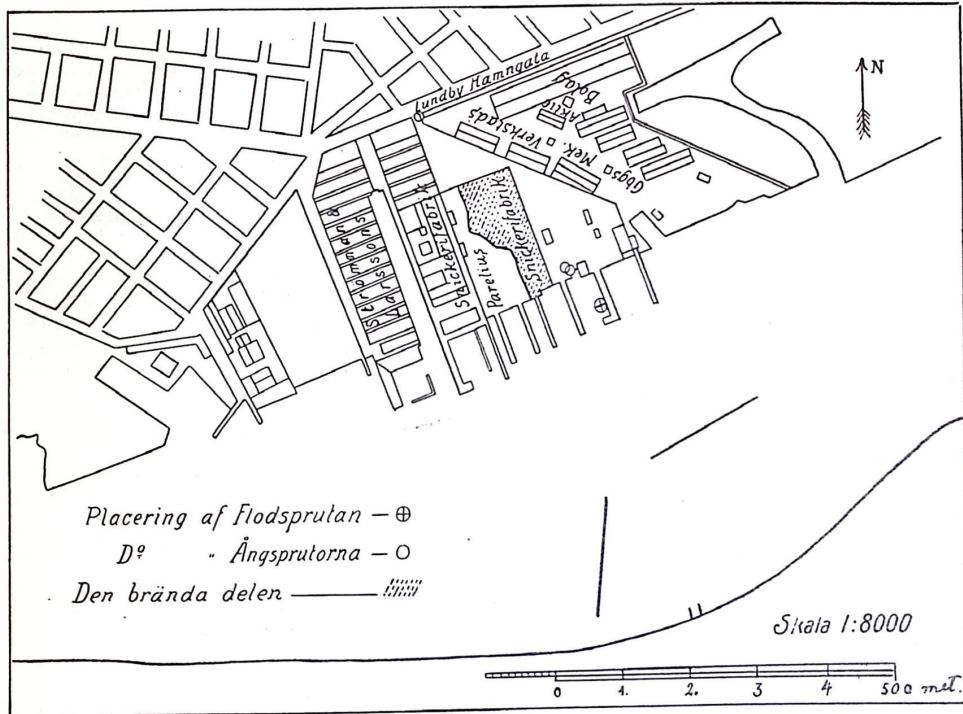 Lundby Hamngata
N
Götgs Mek. Verkstads
Aktie
Bolag
Strömman &
Larssons
Snickerifabrik
Parelius
Snickerifabrik
Placering af Flodsprutan — ⊕
Dº " Ångsprutorna — O
Den brända delen —
Skala 1:8000
0 1. 2. 3 4 500 met.